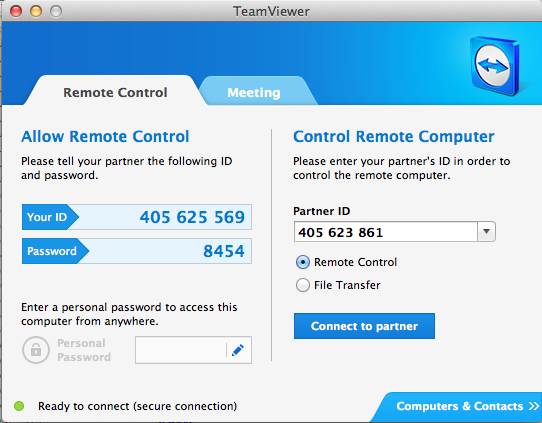 TeamViewer
Remote Control
Meeting
Allow Remote Control
Please tell your partner the following ID
and password.
Your ID
405 625 569
Password
8454
Enter a personal password to access this
computer from anywhere.
Personal
Password
Control Remote Computer
Please enter your partner's ID in order to
control the remote computer.
Partner ID
405 623 861
Remote Control
File Transfer
Connect to partner
Ready to connect (secure connection)
Computers & Contacts >>